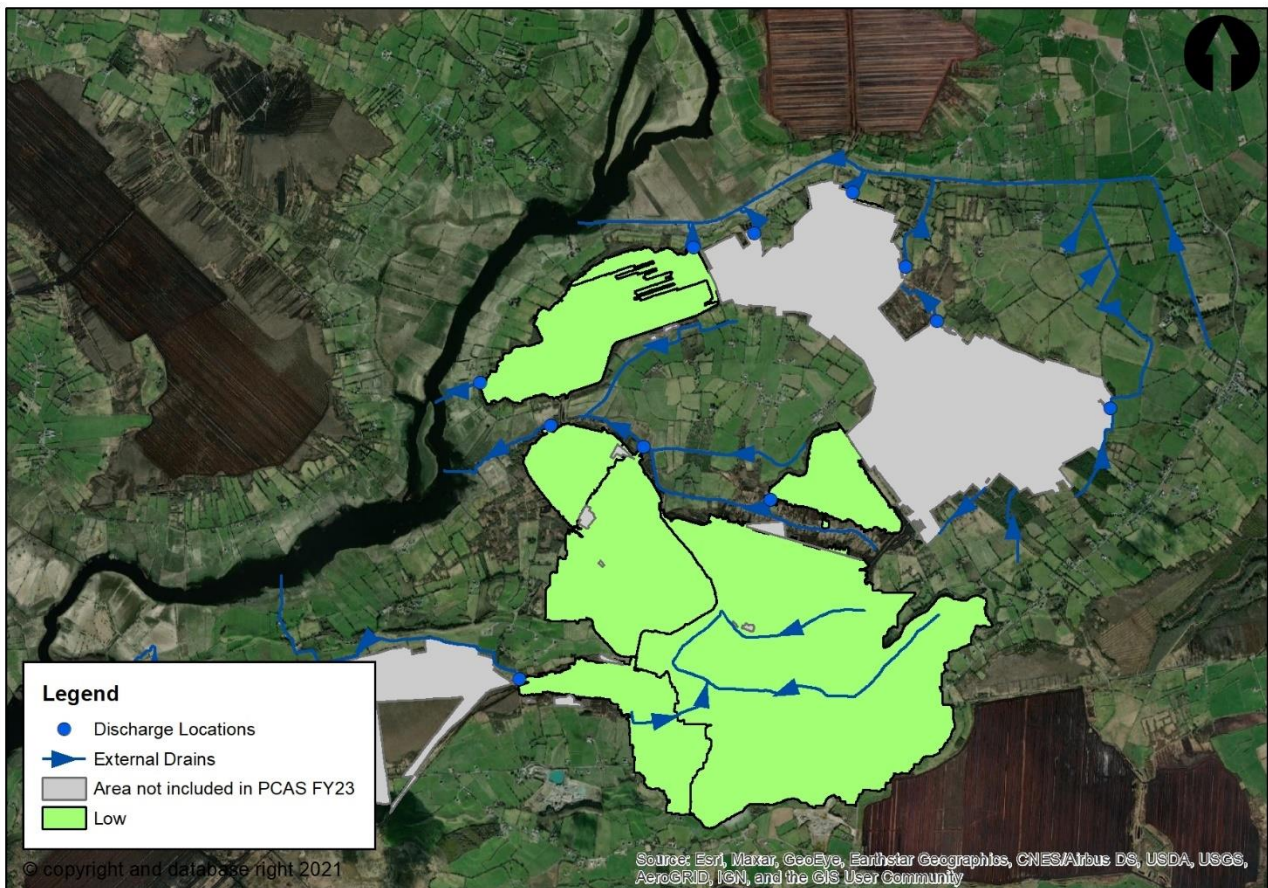 Legend
Discharge Locations
External Drains
Area not included in PCAS FY23
Low
© copyright and database right 2021
Source: Esri, Maxar, GeoEye, Earthstar Geographics, CNES/Airbus DS, USDA, USGS,
AeroGRID, IGN, and the GIS User Community